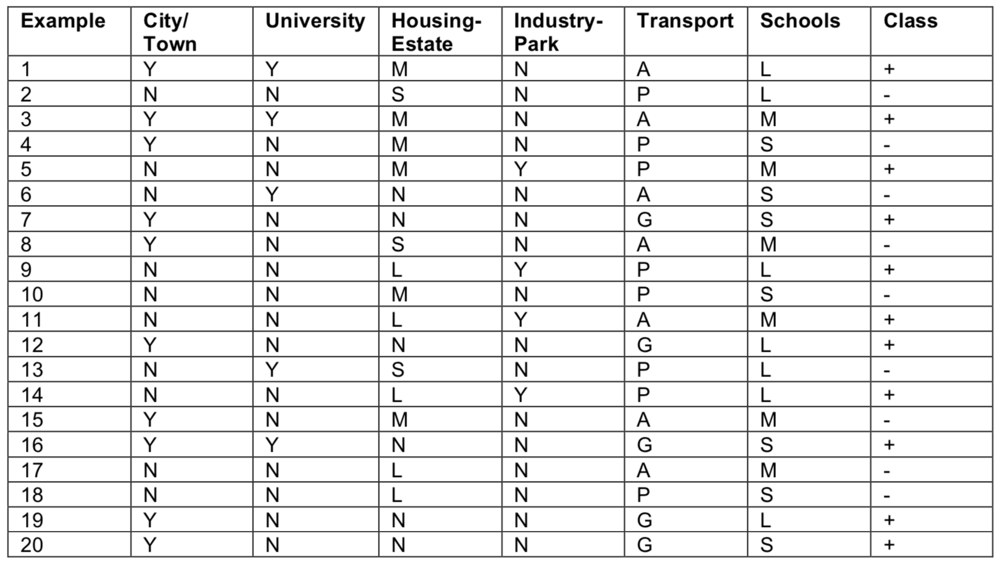 Example City/Town University Housing-Estate Industry-Park Transport Schools Class
1 Y Y M N A L +
2 N N S N P L -
3 Y Y M N A M +
4 Y N M N P S -
5 N N M Y P M +
6 N Y N N A S -
7 Y N N N G S +
8 Y N S N A M -
9 N N L Y P L +
10 N N M N P S -
11 N N L Y A M +
12 Y N N N G L +
13 N Y S N P L -
14 N N L Y P L +
15 Y N M N A M -
16 Y Y N N G S +
17 N N L N A M -
18 N N L N P S -
19 Y N N N G L +
20 Y N N N G S +